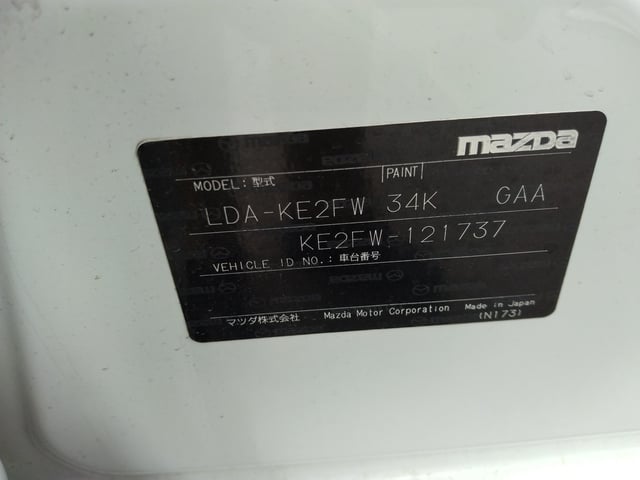 mazda
MODEL:型式 PAINT
LDA-KE2FW 34K GAA
KE2FW-121737
VEHICLE ID NO.:車台番号
マツダ株式会社 Mazda Motor Corporation Made in Japan
(N173)